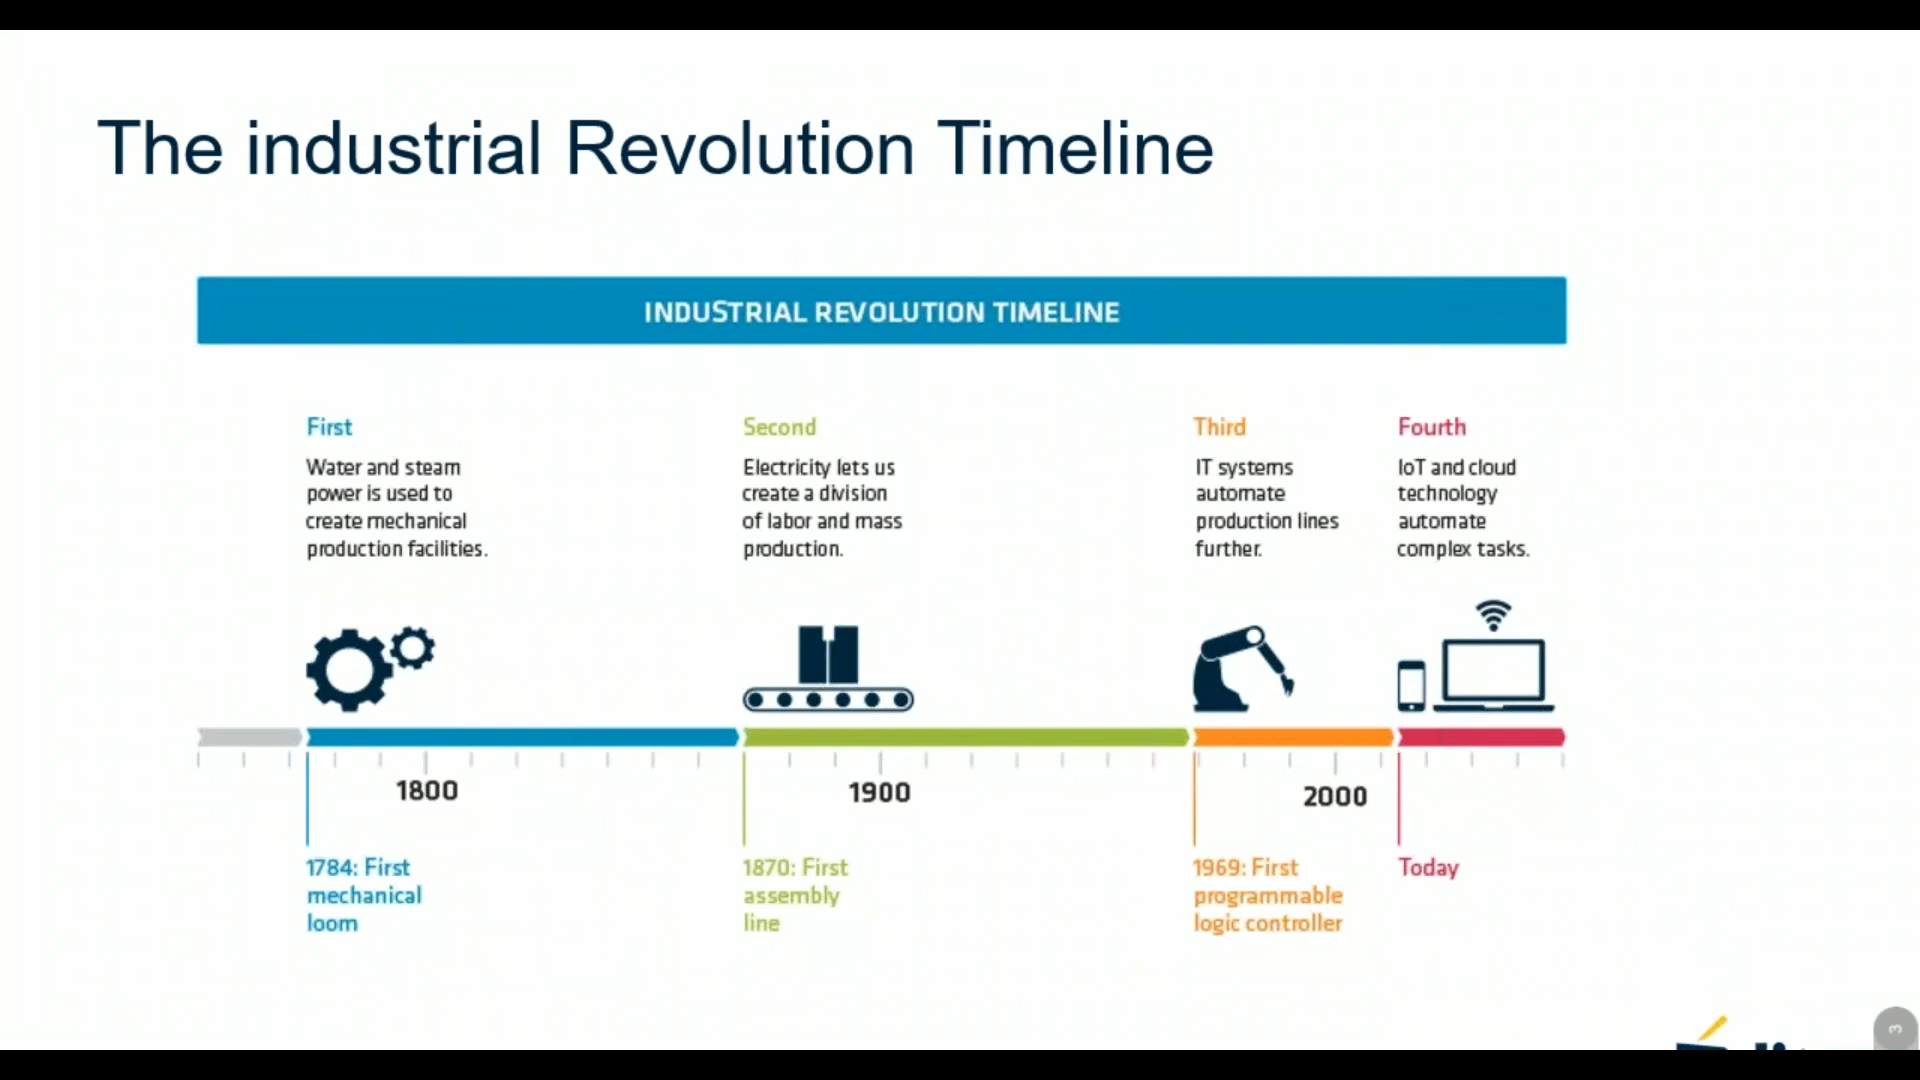 The industrial Revolution Timeline
INDUSTRIAL REVOLUTION TIMELINE
First
Water and steam
power is used to
create mechanical
production facilities.
Second
Electricity lets us
create a division
of labor and mass
production.
Third
IT systems
automate
production lines
further.
Fourth
IoT and cloud
technology
automate
complex tasks.
1800
1900
2000
1784: First
mechanical
loom
1870: First
assembly
line
1969: First
programmable
logic controller
Today
3